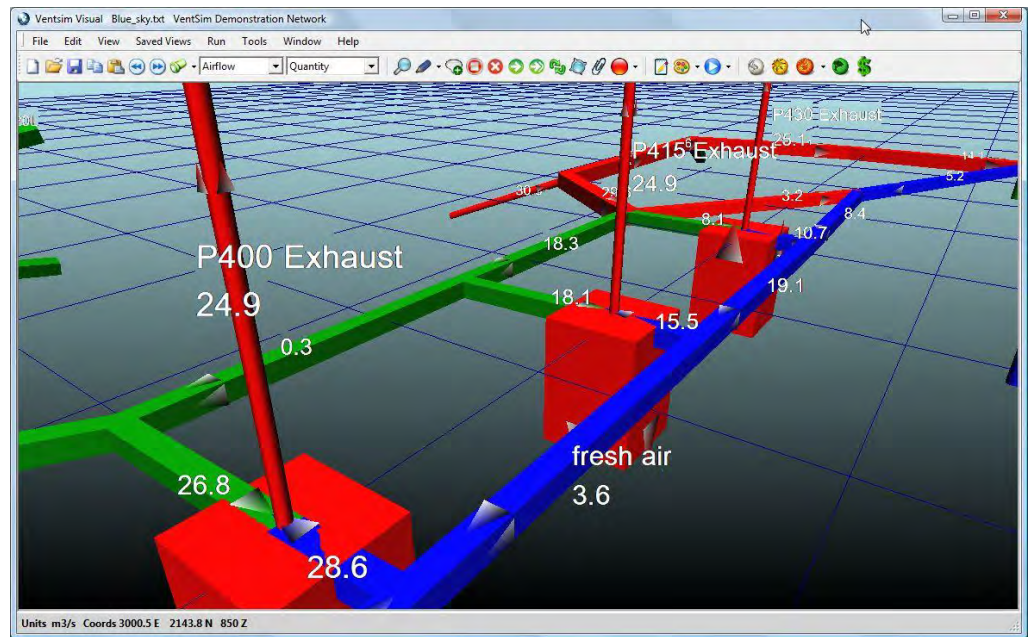 Ventsim Visual Blue_sky.txt VentSim Demonstration Network
File Edit View Saved Views Run Tools Window Help
Airflow Quantity
P430 Exhaust
P415 Exhaust
24.9
30.5
5.2
3.2
8.4
8.1
10.7
18.3
P400 Exhaust
24.9
19.1
18.1
15.5
0.3
fresh air
3.6
26.8
28.6
Units m3/s Coords 3000.5 E 2143.8 N 850 Z